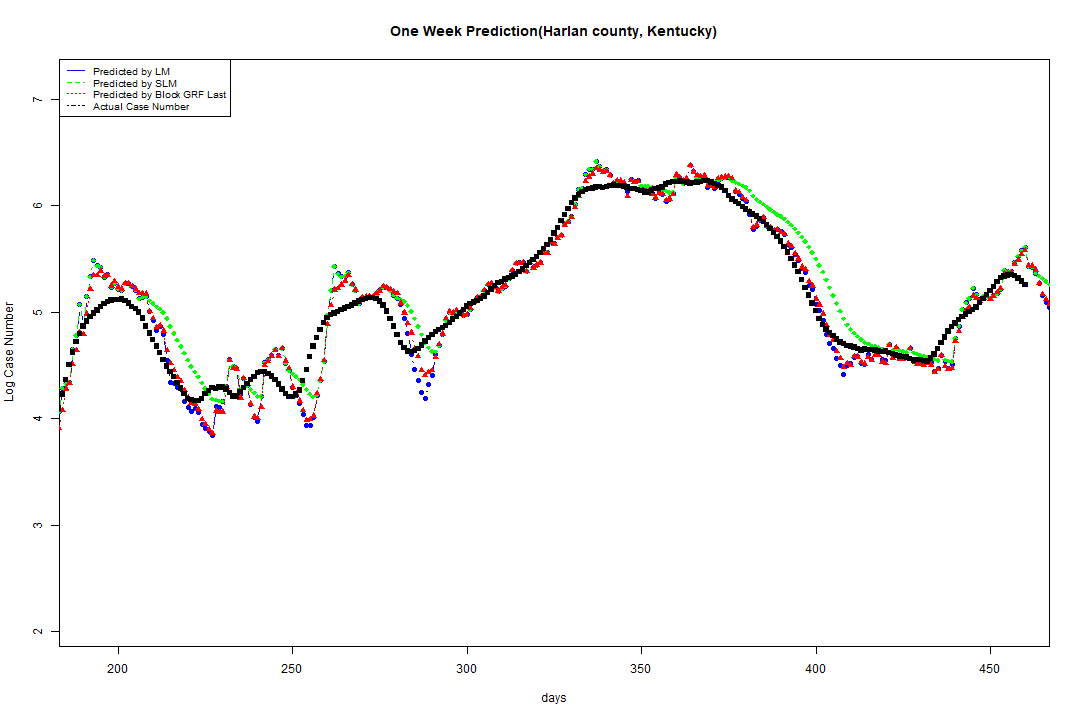 One Week Prediction(Harlan county, Kentucky)
Predicted by LM
Predicted by SLM
Predicted by Block GRF Last
Actual Case Number
7
6
5
4
3
2
Log Case Number
200 250 300 350 400 450
days